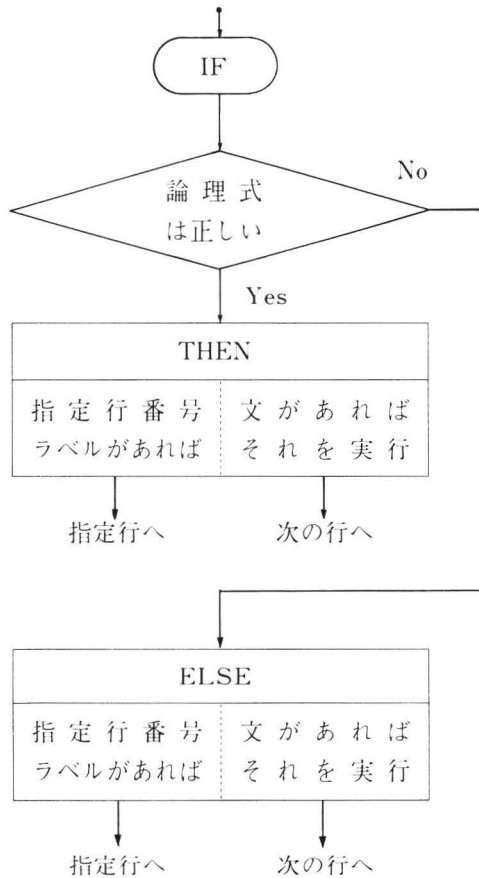 IF
論理式
は正しい
No
Yes
THEN
指定行番号
ラベルがあれば
文があれば
それを実行
指定行へ
次の行へ
ELSE
指定行番号
ラベルがあれば
文があれば
それを実行
指定行へ
次の行へ